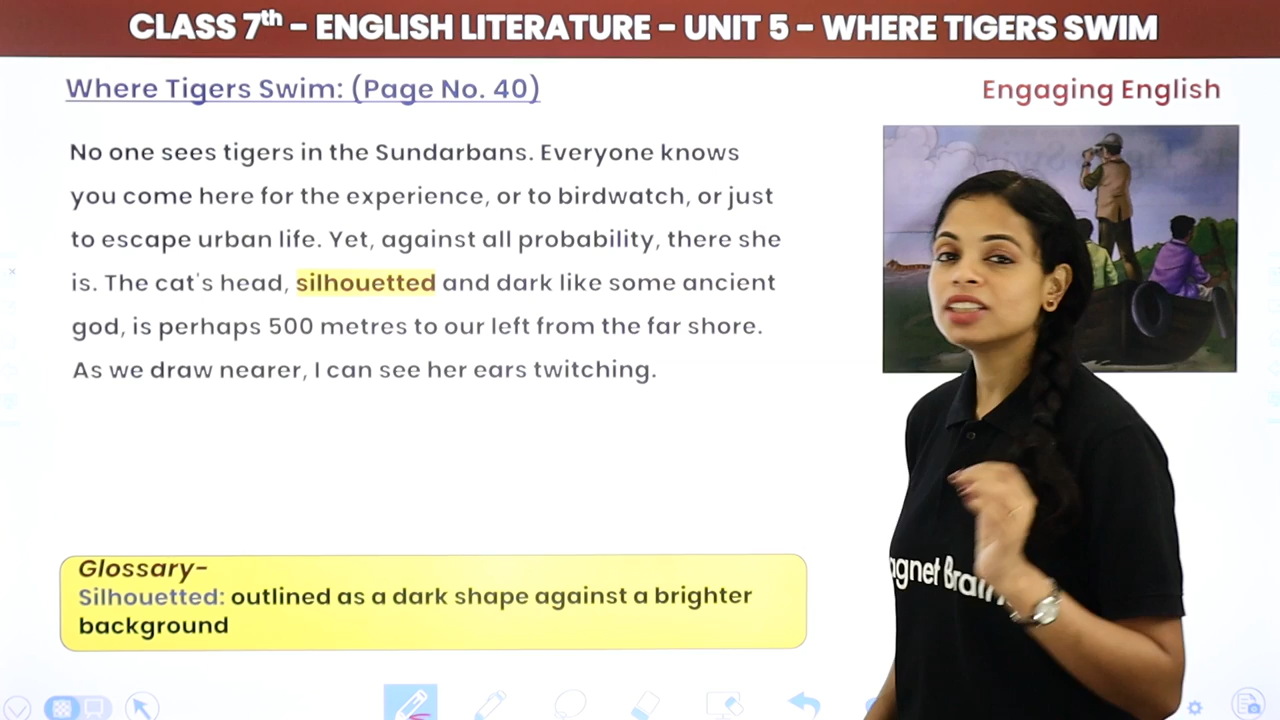 CLASS 7th – ENGLISH LITERATURE – UNIT 5 – WHERE TIGERS SWIM
Where Tigers Swim: (Page No. 40)
Engaging English
No one sees tigers in the Sundarbans. Everyone knows
you come here for the experience, or to birdwatch, or just
to escape urban life. Yet, against all probability, there she
is. The cat's head, silhouetted and dark like some ancient
god, is perhaps 500 metres to our left from the far shore.
As we draw nearer, I can see her ears twitching.
Glossary-
Silhouetted: outlined as a dark shape against a brighter
background
agnet Brain